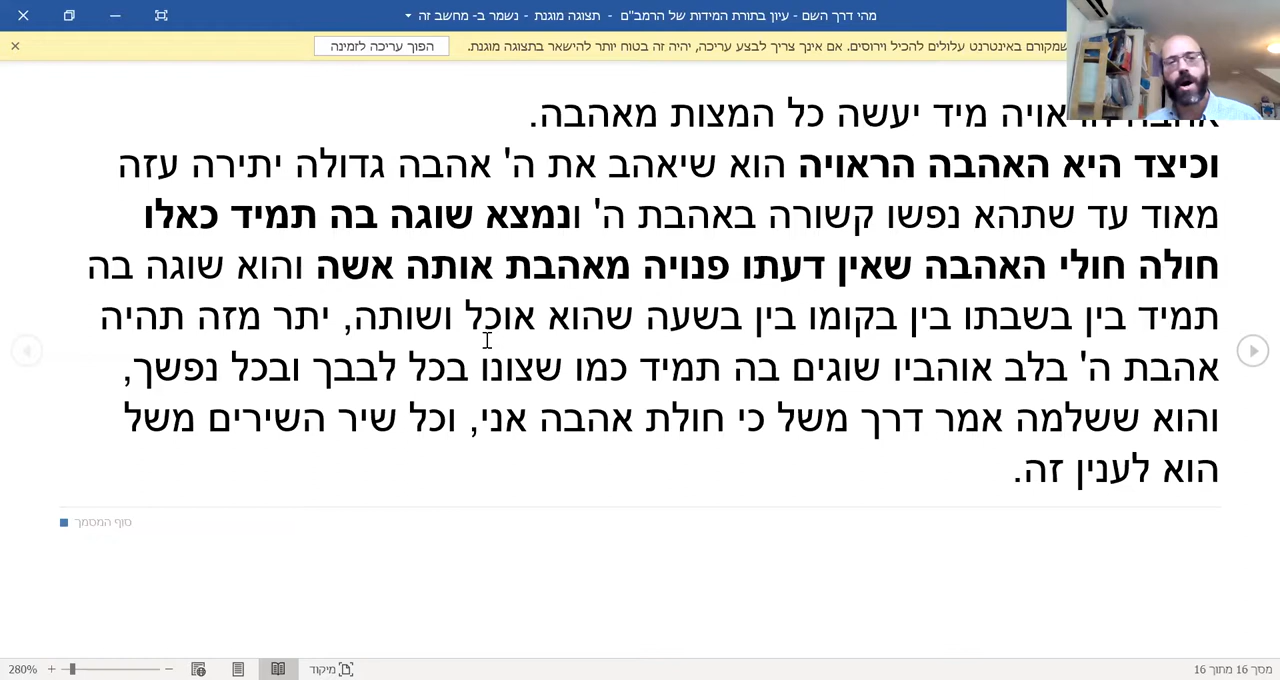 מהי דרך השם - עיון בתורת המידות של הרמב"ם - תצוגה מוגנת - נשמר ב- מחשב זה
שמקורם באינטרנט עלולים להכיל וירוסים. אם אינך צריך לבצע עריכה, יהיה זה בטוח יותר להישאר בתצוגה מוגנת. הפוך עריכה לזמינה
מיד יעשה כל המצות מאהבה.
וכיצד היא האהבה הראויה הוא שיאהב את ה' אהבה גדולה יתירה עזה
מאוד עד שתהא נפשו קשורה באהבת ה' ונמצא שוגה בה תמיד כאלו
חולה חולי האהבה שאין דעתו פנויה מאהבת אותה אשה והוא שוגה בה
תמיד בין בשבתו בין בקומו בין בשעה שהוא אוכל ושותה, יתר מזה תהיה
אהבת ה' בלב אוהביו שוגים בה תמיד כמו שצונו בכל לבבך ובכל נפשך,
והוא ששלמה אמר דרך משל כי חולת אהבה אני, וכל שיר השירים משל
הוא לענין זה.
סוף המסמך
מסך 16 מתוך 16 מיקוד 280%